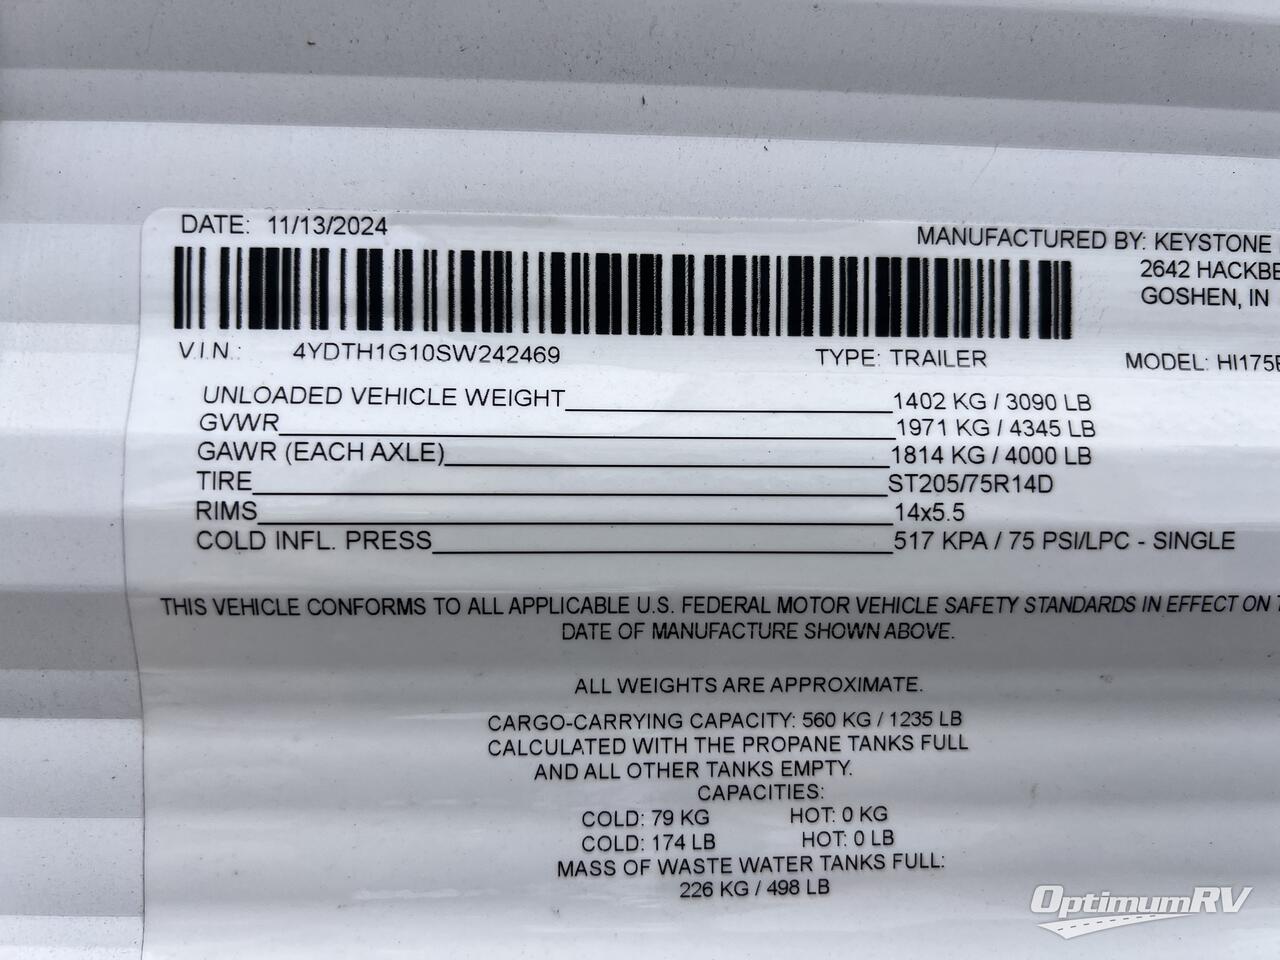 DATE: 11/13/2024
MANUFACTURED BY: KEYSTONE
2642 HACKBE
GOSHEN, IN
V.I.N.: 4YDTH1G10SW242469 TYPE: TRAILER MODEL: HI175B
UNLOADED VEHICLE WEIGHT 1402 KG / 3090 LB
GVWR 1971 KG / 4345 LB
GAWR (EACH AXLE) 1814 KG / 4000 LB
TIRE ST205/75R14D
RIMS 14x5.5
COLD INFL. PRESS 517 KPA / 75 PSI/LPC - SINGLE
THIS VEHICLE CONFORMS TO ALL APPLICABLE U.S. FEDERAL MOTOR VEHICLE SAFETY STANDARDS IN EFFECT ON
DATE OF MANUFACTURE SHOWN ABOVE.
ALL WEIGHTS ARE APPROXIMATE.
CARGO-CARRYING CAPACITY: 560 KG / 1235 LB
CALCULATED WITH THE PROPANE TANKS FULL
AND ALL OTHER TANKS EMPTY.
CAPACITIES:
COLD: 79 KG HOT: 0 KG
COLD: 174 LB HOT: 0 LB
MASS OF WASTE WATER TANKS FULL:
226 KG / 498 LB
OptimumRV